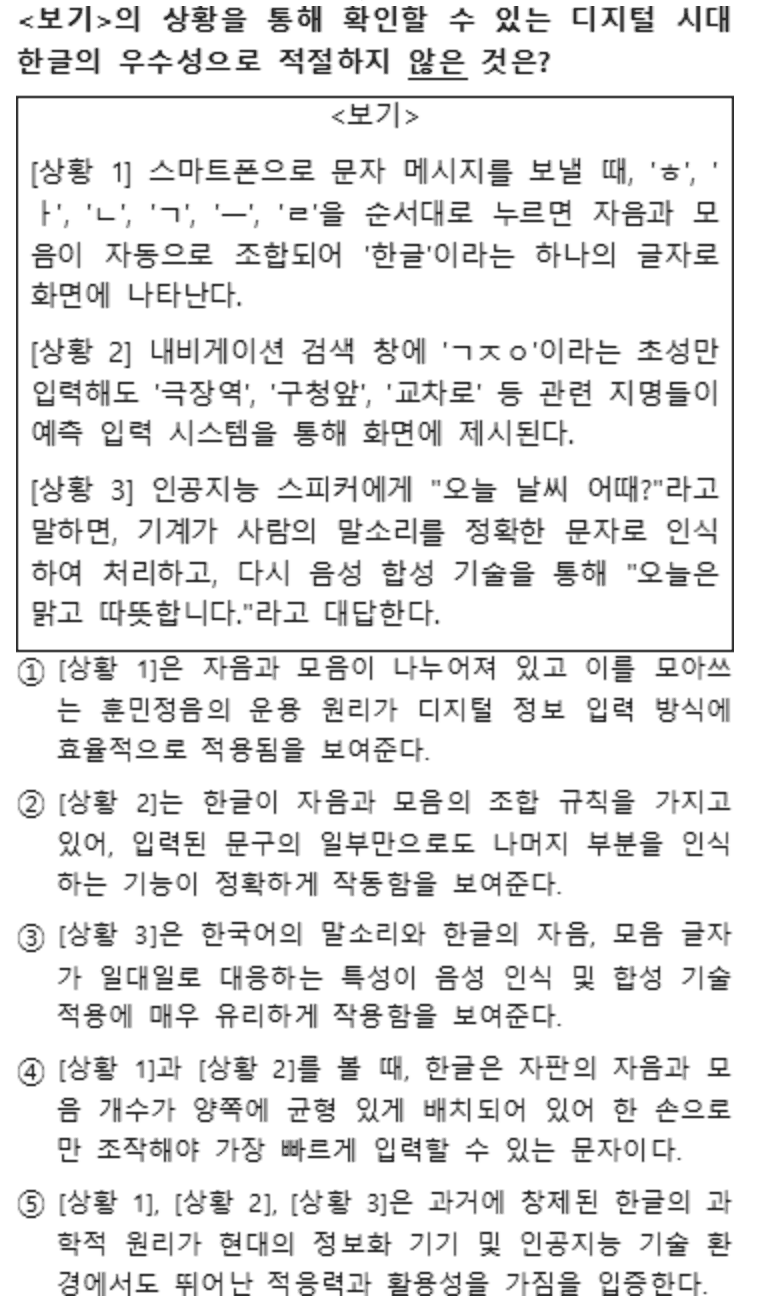 <보기>의 상황을 통해 확인할 수 있는 디지털 시대
한글의 우수성으로 적절하지 않은 것은?
<보기>
[상황 1] 스마트폰으로 문자 메시지를 보낼 때, 'ㅎ', '
ㅏ', 'ㄴ', 'ㄱ', 'ㅡ', 'ㄹ'을 순서대로 누르면 자음과 모
음이 자동으로 조합되어 '한글'이라는 하나의 글자로
화면에 나타난다.
[상황 2] 내비게이션 검색 창에 'ㄱㅈㅇ'이라는 초성만
입력해도 '극장역', '구청앞', '교차로' 등 관련 지명들이
예측 입력 시스템을 통해 화면에 제시된다.
[상황 3] 인공지능 스피커에게 "오늘 날씨 어때?"라고
말하면, 기계가 사람의 말소리를 정확한 문자로 인식
하여 처리하고, 다시 음성 합성 기술을 통해 "오늘은
맑고 따뜻합니다."라고 대답한다.
① [상황 1]은 자음과 모음이 나누어져 있고 이를 모아쓰
는 훈민정음의 운용 원리가 디지털 정보 입력 방식에
효율적으로 적용됨을 보여준다.
② [상황 2]는 한글이 자음과 모음의 조합 규칙을 가지고
있어, 입력된 문구의 일부만으로도 나머지 부분을 인식
하는 기능이 정확하게 작동함을 보여준다.
③ [상황 3]은 한국어의 말소리와 한글의 자음, 모음 글자
가 일대일로 대응하는 특성이 음성 인식 및 합성 기술
적용에 매우 유리하게 작용함을 보여준다.
④ [상황 1]과 [상황 2]를 볼 때, 한글은 자판의 자음과 모
음 개수가 양쪽에 균형 있게 배치되어 있어 한 손으로
만 조작해야 가장 빠르게 입력할 수 있는 문자이다.
⑤ [상황 1], [상황 2], [상황 3]은 과거에 창제된 한글의 과
학적 원리가 현대의 정보화 기기 및 인공지능 기술 환
경에서도 뛰어난 적응력과 활용성을 가짐을 입증한다.